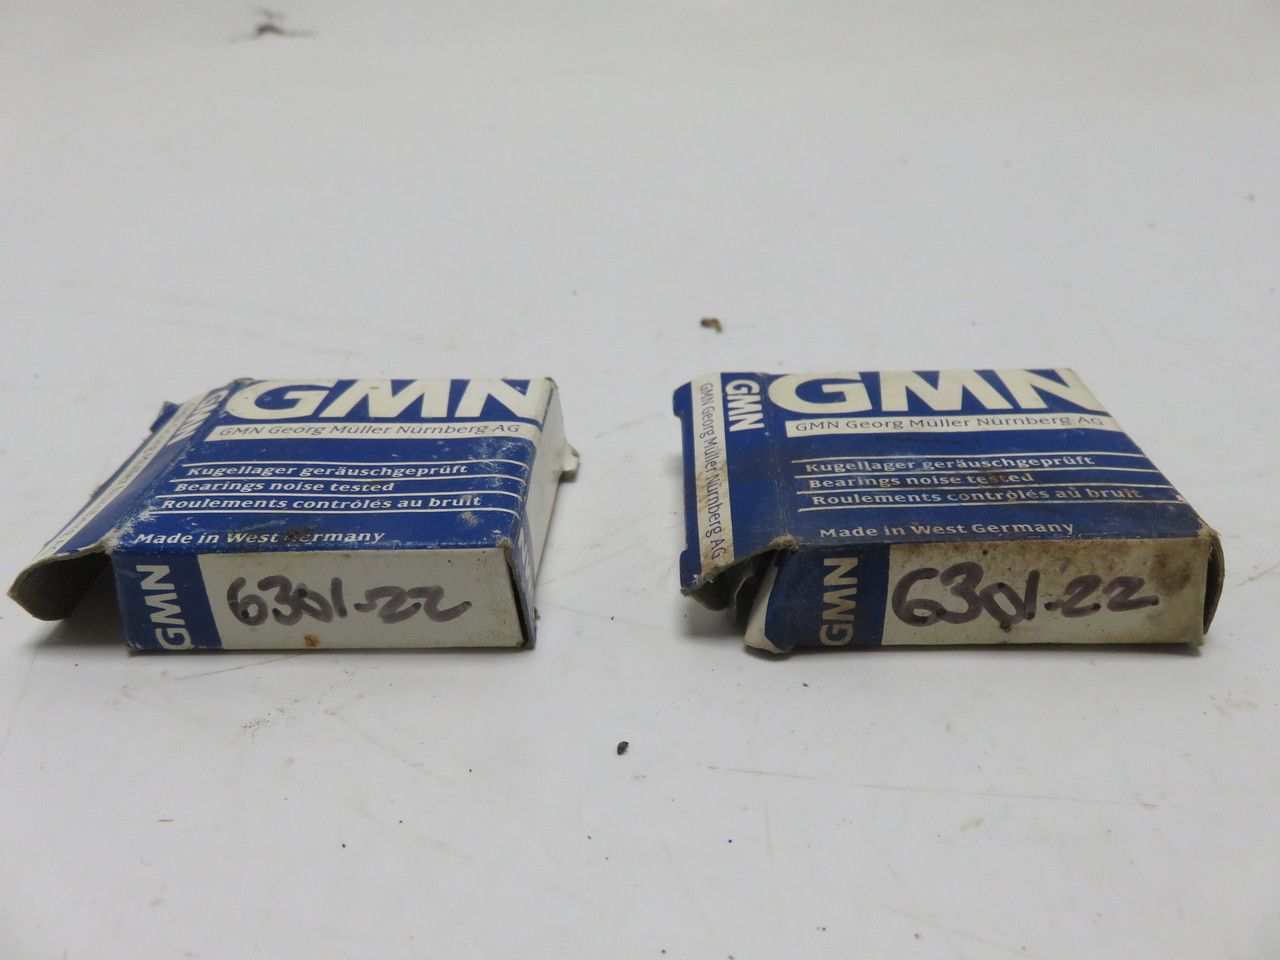 GMN
GMN
GMN Georg Müller Nürnberg AG
Kugellager geräuschgeprüft
Bearings noise tested
Roulements contrôlés au bruit
Made in West Germany
GMN
6301-22
GMN Georg Müller Nürnberg AG
GMN
GMN
GMN Georg Müller Nürnberg AG
Kugellager geräuschgeprüft
Bearings noise tested
Roulements contrôlés au bruit
Made in West Germany
GMN
6301-22